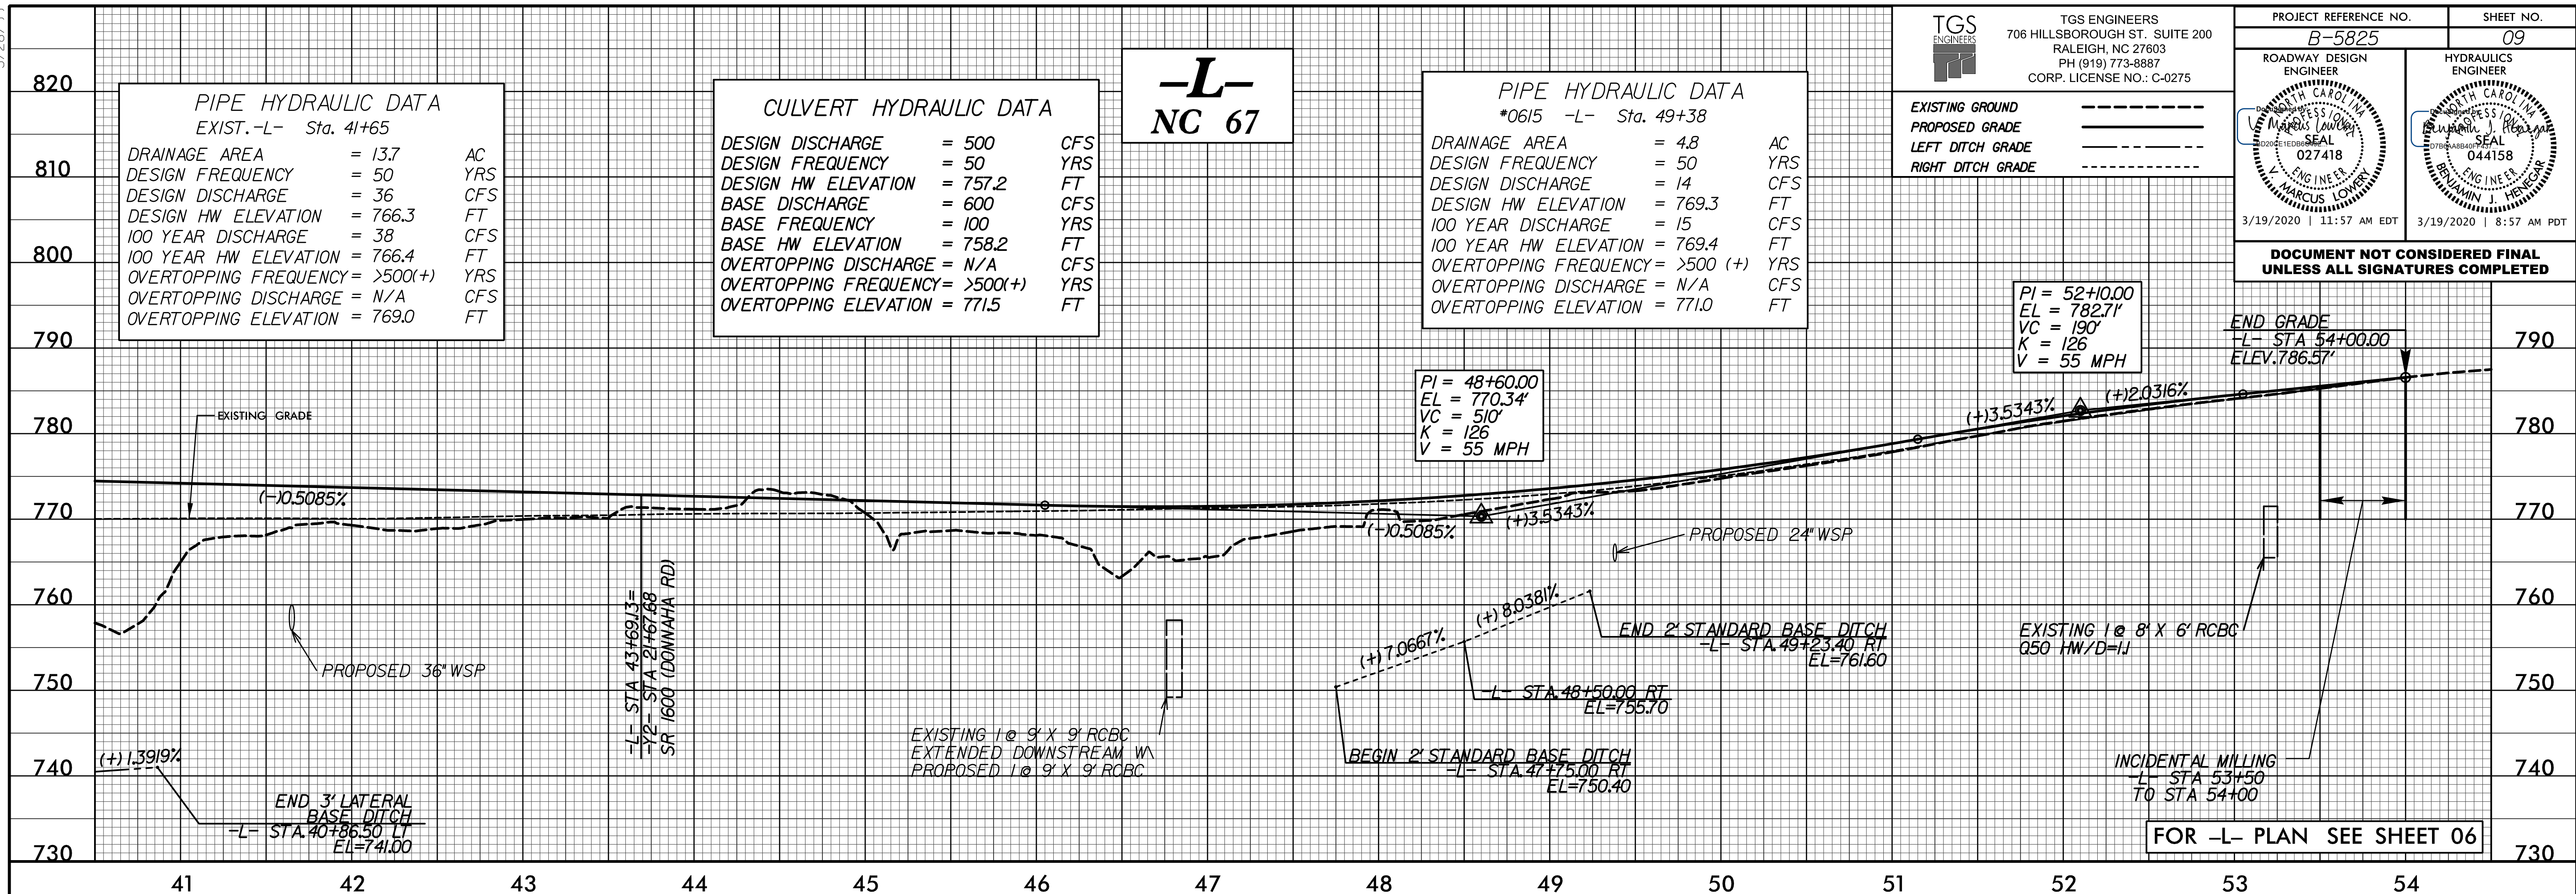 820
810
800
790
780
770
760
750
740
730
PIPE HYDRAULIC DATA
EXIST.-L- Sta. 41+65
DRAINAGE AREA = 13.7 AC
DESIGN FREQUENCY = 50 YRS
DESIGN DISCHARGE = 36 CFS
DESIGN HW ELEVATION = 766.3 FT
100 YEAR DISCHARGE = 38 CFS
100 YEAR HW ELEVATION = 766.4 FT
OVERTOPPING FREQUENCY = >500(+) YRS
OVERTOPPING DISCHARGE = N/A CFS
OVERTOPPING ELEVATION = 769.0 FT
CULVERT HYDRAULIC DATA
DESIGN DISCHARGE = 500 CFS
DESIGN FREQUENCY = 50 YRS
DESIGN HW ELEVATION = 757.2 FT
BASE DISCHARGE = 600 CFS
BASE FREQUENCY = 100 YRS
BASE HW ELEVATION = 758.2 FT
OVERTOPPING DISCHARGE = N/A CFS
OVERTOPPING FREQUENCY= >500(+) YRS
OVERTOPPING ELEVATION = 771.5 FT
-L-
NC 67
PIPE HYDRAULIC DATA
#0615 -L- Sta. 49+38
DRAINAGE AREA = 4.8 AC
DESIGN FREQUENCY = 50 YRS
DESIGN DISCHARGE = 14 CFS
DESIGN HW ELEVATION = 769.3 FT
100 YEAR DISCHARGE = 15 CFS
100 YEAR HW ELEVATION = 769.4 FT
OVERTOPPING FREQUENCY = >500 (+) YRS
OVERTOPPING DISCHARGE = N/A CFS
OVERTOPPING ELEVATION = 771.0 FT
TGS
ENGINEERS
TGS ENGINEERS
706 HILLSBOROUGH ST. SUITE 200
RALEIGH, NC 27603
PH (919) 773-8887
CORP. LICENSE NO.: C-0275
EXISTING GROUND
PROPOSED GRADE
LEFT DITCH GRADE
RIGHT DITCH GRADE
PROJECT REFERENCE NO.
B-5825
SHEET NO.
09
ROADWAY DESIGN
ENGINEER
NORTH CAROLINA
PROFESSIONAL
SEAL
027418
ENGINEER
V. MARCUS LOWERY
3/19/2020 | 11:57 AM EDT
HYDRAULICS
ENGINEER
NORTH CAROLINA
PROFESSIONAL
SEAL
044158
ENGINEER
BENJAMIN J. HENEGAR
3/19/2020 | 8:57 AM PDT
DOCUMENT NOT CONSIDERED FINAL
UNLESS ALL SIGNATURES COMPLETED
PI = 52+10.00
EL = 782.71'
VC = 190'
K = 126
V = 55 MPH
END GRADE
-L- STA 54+00.00
ELEV.786.57'
PI = 48+60.00
EL = 770.34'
VC = 510'
K = 126
V = 55 MPH
(+)3.5343%
(+)2.0316%
EXISTING GRADE
(-)0.5085%
(-)0.5085%
(+)3.5343%
PROPOSED 24" WSP
PROPOSED 36" WSP
-L- STA 43+69.13=
-Y2- STA 21+67.68
SR 1600 (DONNAHA RD)
(+)7.0667%
(+)8.0381%
END 2' STANDARD BASE DITCH
-L- STA.49+23.40 RT
EL=761.60
-L- STA.48+50.00 RT
EL=755.70
BEGIN 2' STANDARD BASE DITCH
-L- STA.47+75.00 RT
EL=750.40
EXISTING 1 @ 9' X 9' RCBC
EXTENDED DOWNSTREAM W\
PROPOSED 1 @ 9' X 9' RCBC
EXISTING 1 @ 8' X 6' RCBC
Q50 HW/D=1.1
INCIDENTAL MILLING
-L- STA 53+50
TO STA 54+00
(+)1.3919%
END 3' LATERAL
BASE DITCH
-L- STA.40+86.50 LT
EL=741.00
FOR -L- PLAN SEE SHEET 06
790
780
770
760
750
740
730
41 42 43 44 45 46 47 48 49 50 51 52 53 54